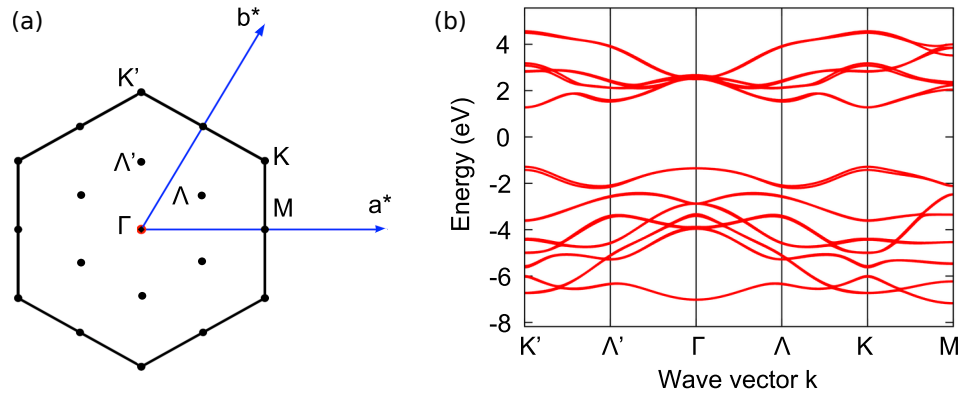 (a)
b*
K'
Λ'
K
Λ
Γ
M
a*
(b)
Energy (eV)
4
2
0
-2
-4
-6
-8
K' Λ' Γ Λ K M
Wave vector k